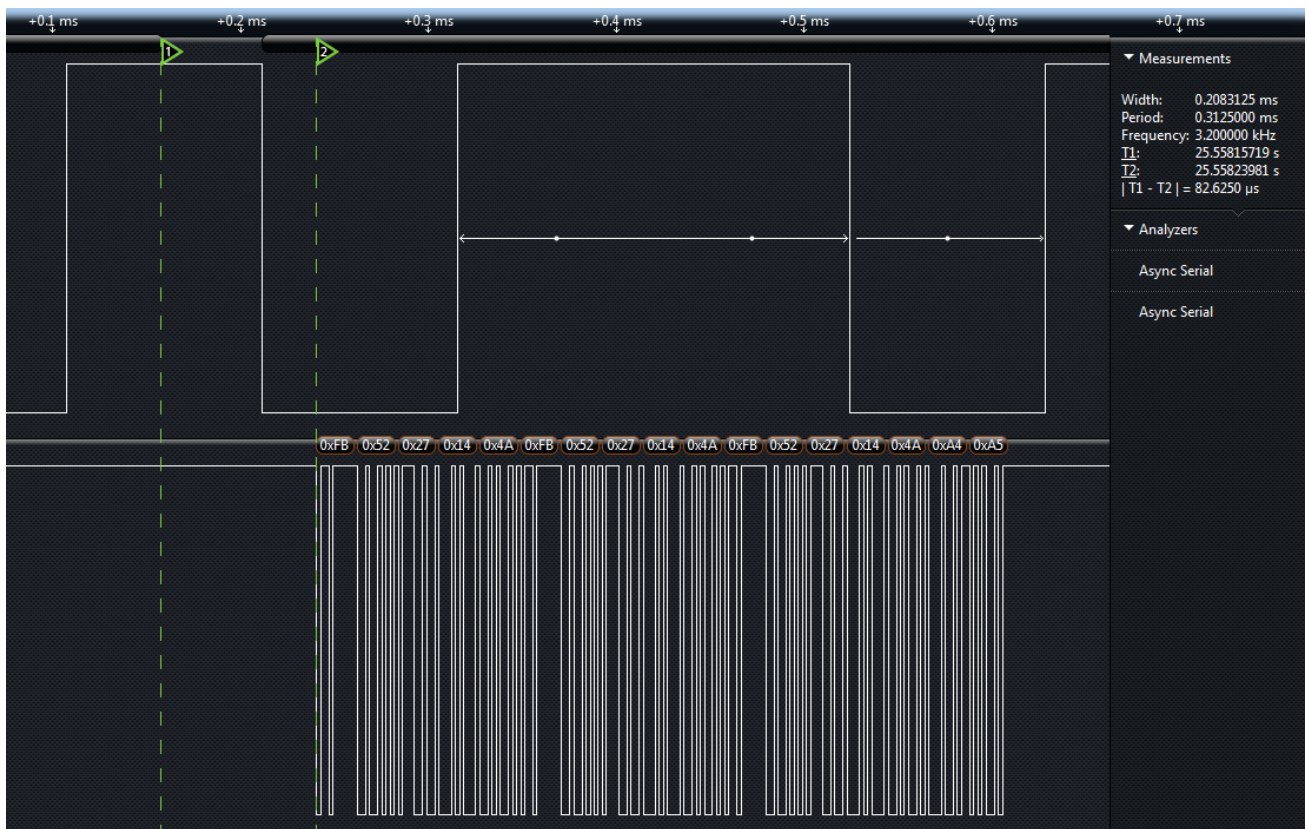 +0.1 ms +0.2 ms +0.3 ms +0.4 ms +0.5 ms +0.6 ms +0.7 ms
1 2
Measurements
Width: 0.2083125 ms
Period: 0.3125000 ms
Frequency: 3.200000 kHz
T1: 25.55815719 s
T2: 25.55823981 s
| T1 - T2 | = 82.6250 µs
Analyzers
Async Serial
Async Serial
0xFB 0x52 0x27 0x14 0x4A 0xFB 0x52 0x27 0x14 0x4A 0xFB 0x52 0x27 0x14 0x4A 0xA4 0xA5